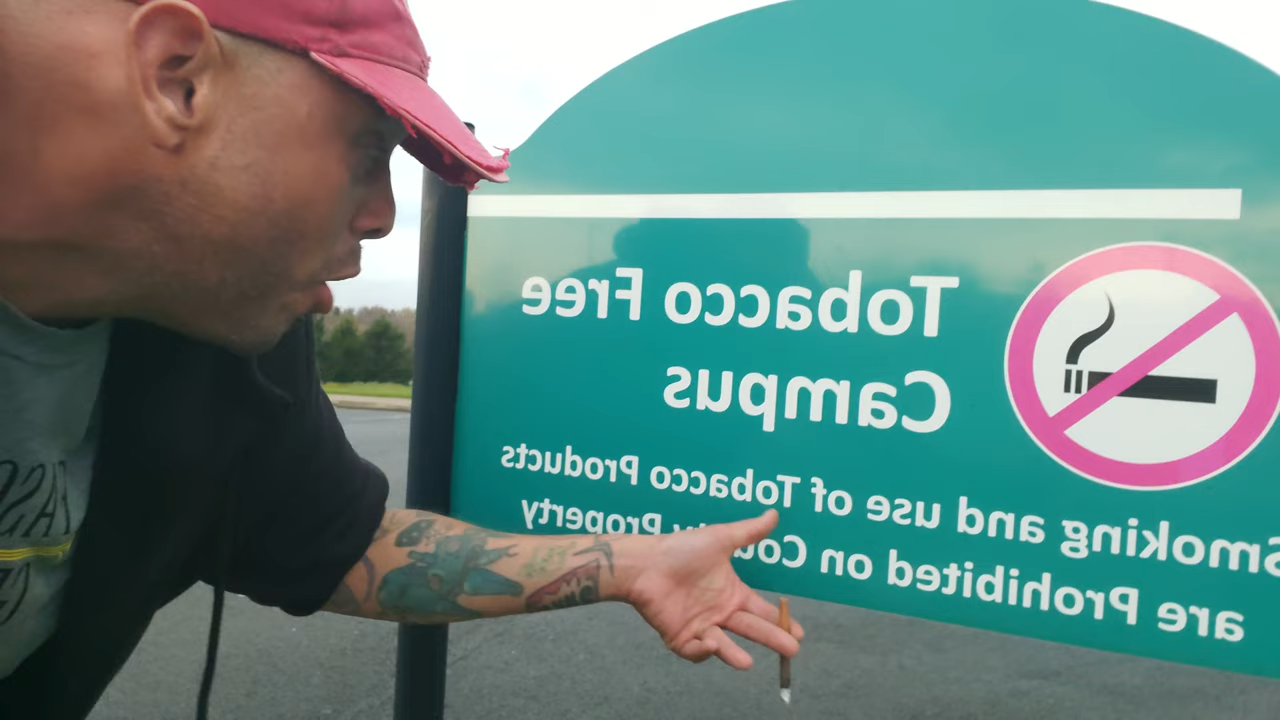 Tobacco Free
Campus
Smoking and use of Tobacco Products
are Prohibited on Property